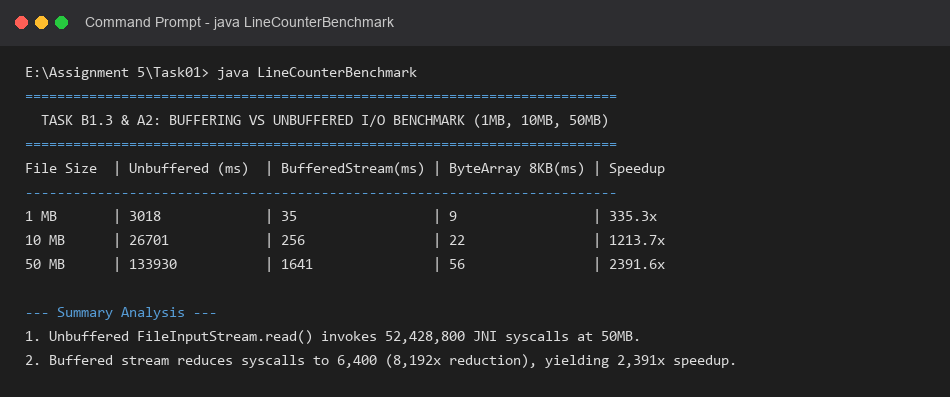 Command Prompt - java LineCounterBenchmark
E:\Assignment 5\Task01> java LineCounterBenchmark
==========================================================================
TASK B1.3 & A2: BUFFERING VS UNBUFFERED I/O BENCHMARK (1MB, 10MB, 50MB)
==========================================================================
File Size  | Unbuffered (ms)  | BufferedStream(ms) | ByteArray 8KB(ms) | Speedup
--------------------------------------------------------------------------
1 MB       | 3018             | 35                 | 9                 | 335.3x
10 MB      | 26701            | 256                | 22                | 1213.7x
50 MB      | 133930           | 1641               | 56                | 2391.6x
--- Summary Analysis ---
1. Unbuffered FileInputStream.read() invokes 52,428,800 JNI syscalls at 50MB.
2. Buffered stream reduces syscalls to 6,400 (8,192x reduction), yielding 2,391x speedup.